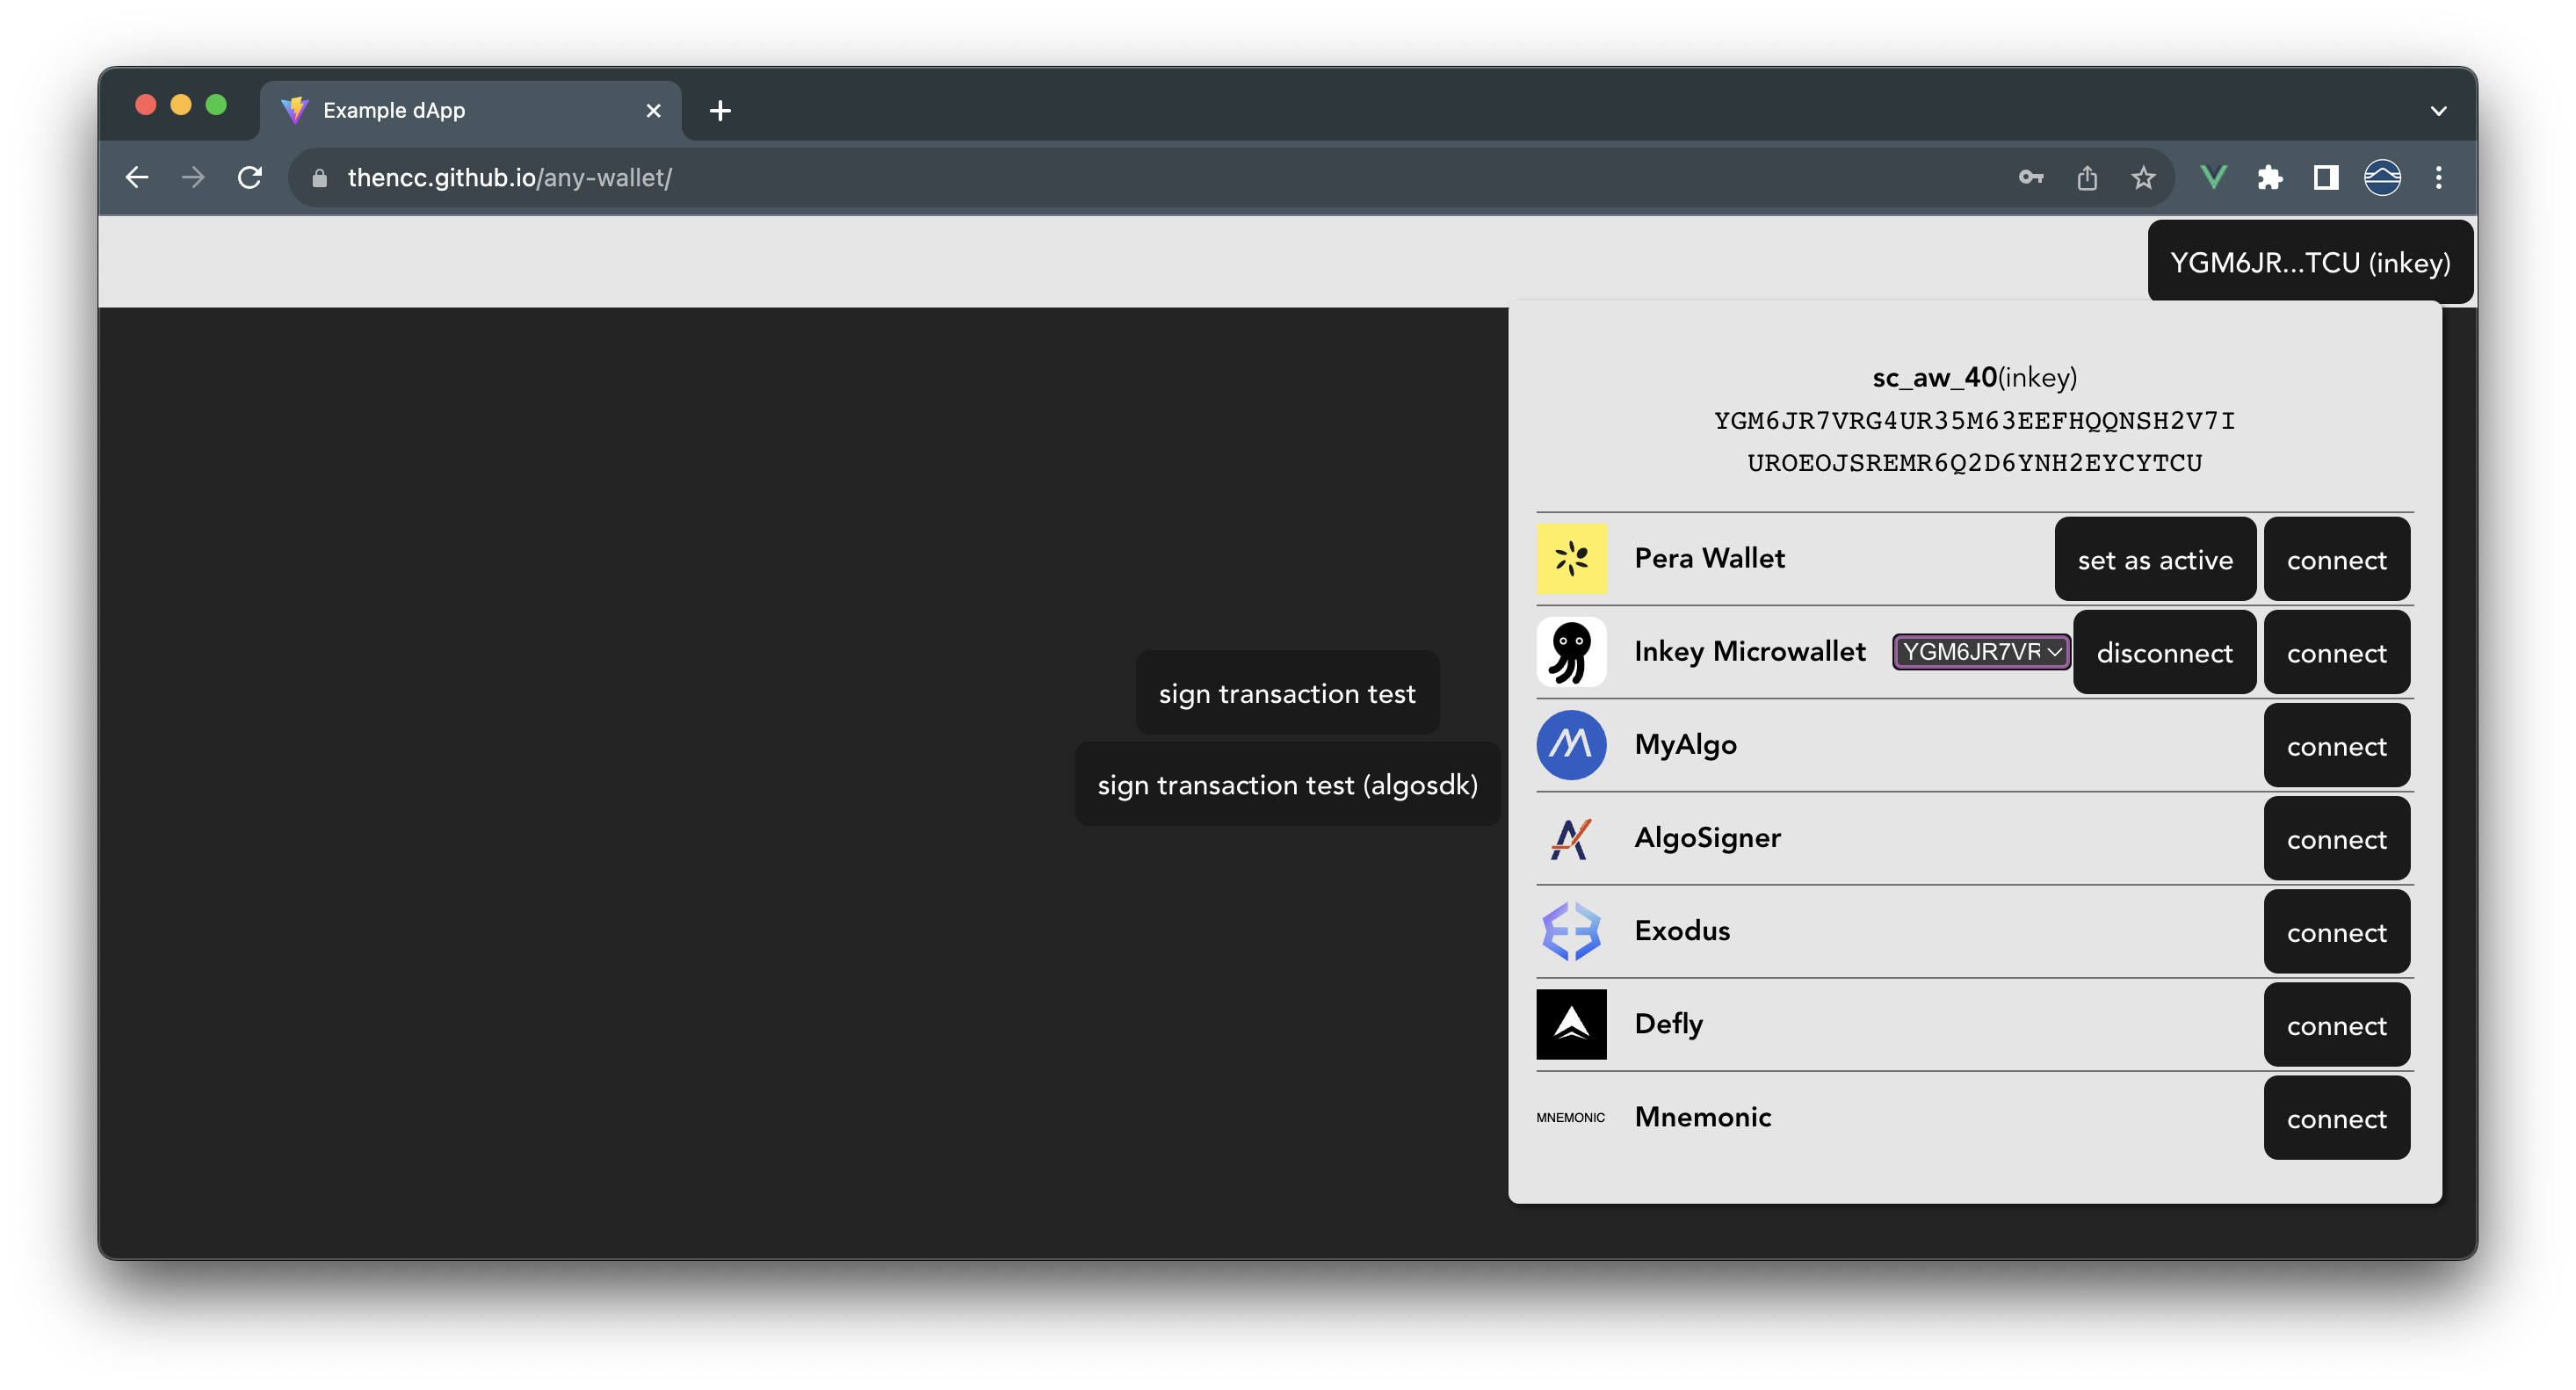 Example dApp
thencc.github.io/any-wallet/
YGM6JR...TCU (inkey)
sc_aw_40(inkey)
YGM6JR7VRG4UR35M63EEFHQQNSH2V7I
UROEOJSREMR6Q2D6YNH2EYCYTCU
Pera Wallet set as active connect
Inkey Microwallet YGM6JR7VR disconnect connect
MyAlgo connect
AlgoSigner connect
Exodus connect
Defly connect
MNEMONIC Mnemonic connect
sign transaction test
sign transaction test (algosdk)